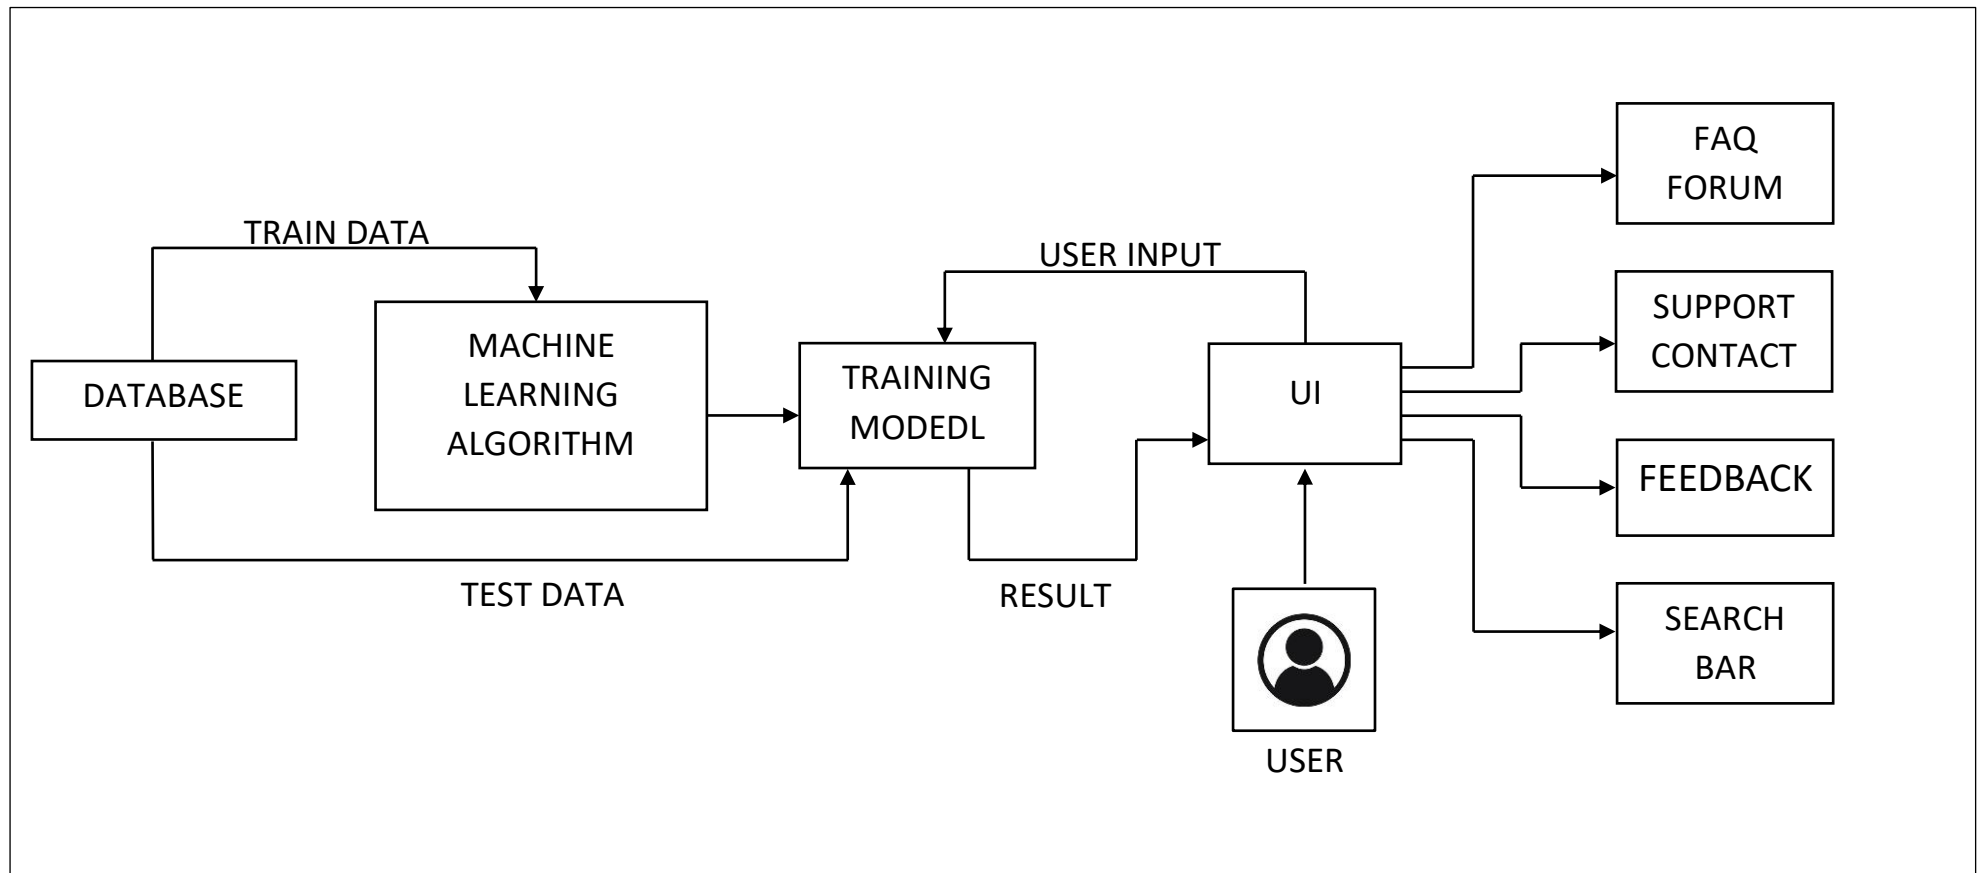 TRAIN DATA
DATABASE
MACHINE
LEARNING
ALGORITHM
TEST DATA
USER INPUT
TRAINING
MODEDL
RESULT
UI
USER
FAQ
FORUM
SUPPORT
CONTACT
FEEDBACK
SEARCH
BAR